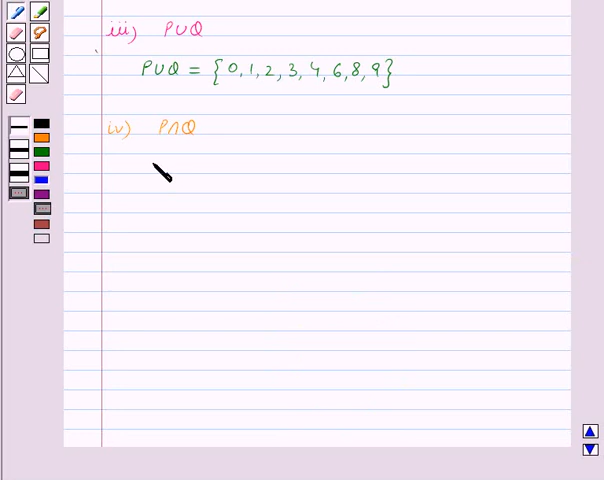 iii) P∪Q
P∪Q = {0, 1, 2, 3, 4, 6, 8, 9}
iv) P∩Q